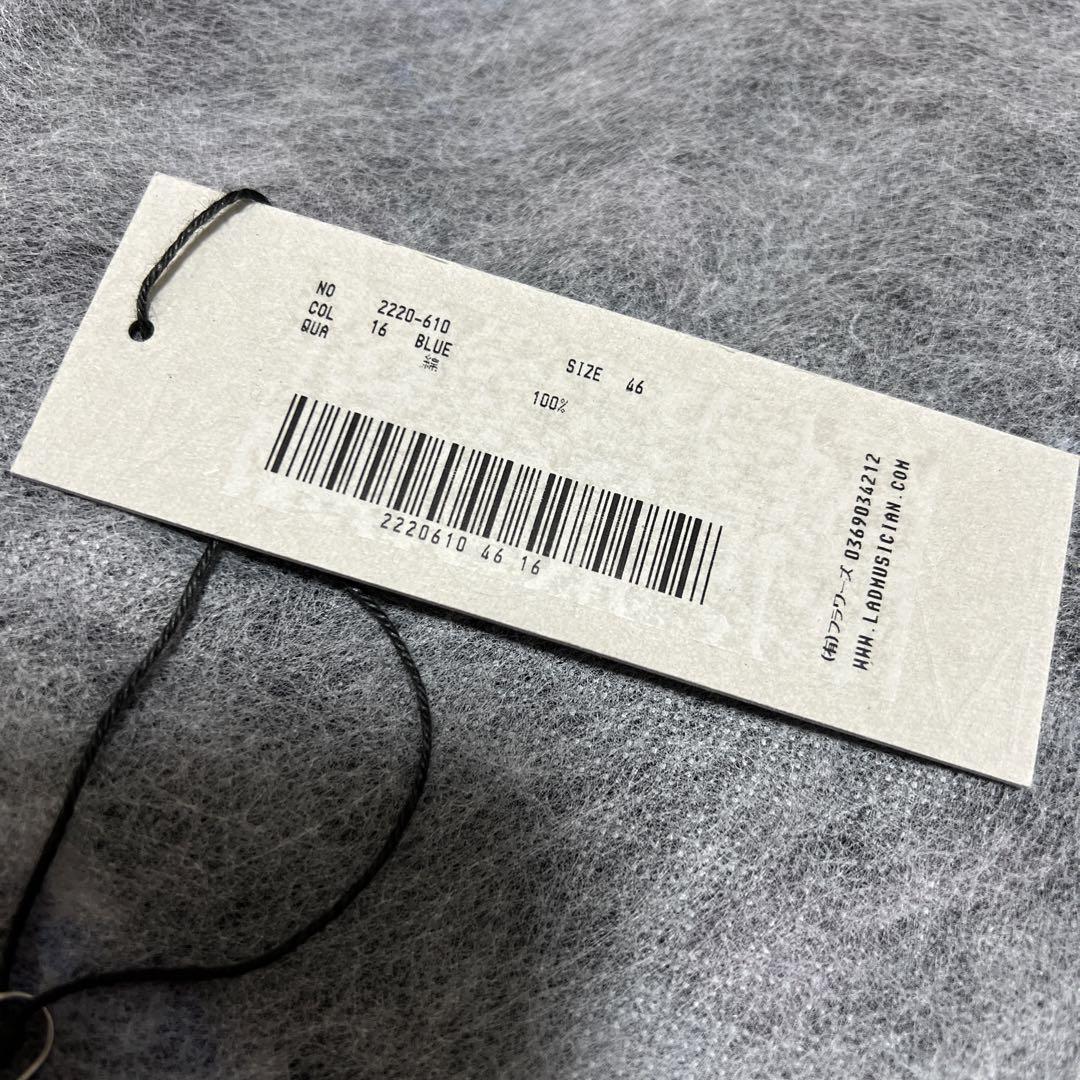 NO 2220-610
COL 16 BLUE SIZE 46
QUA 綿 100%
2220610 46 16
(有)フラワーズ 0369034212
WWW.LADMUSICIAN.COM